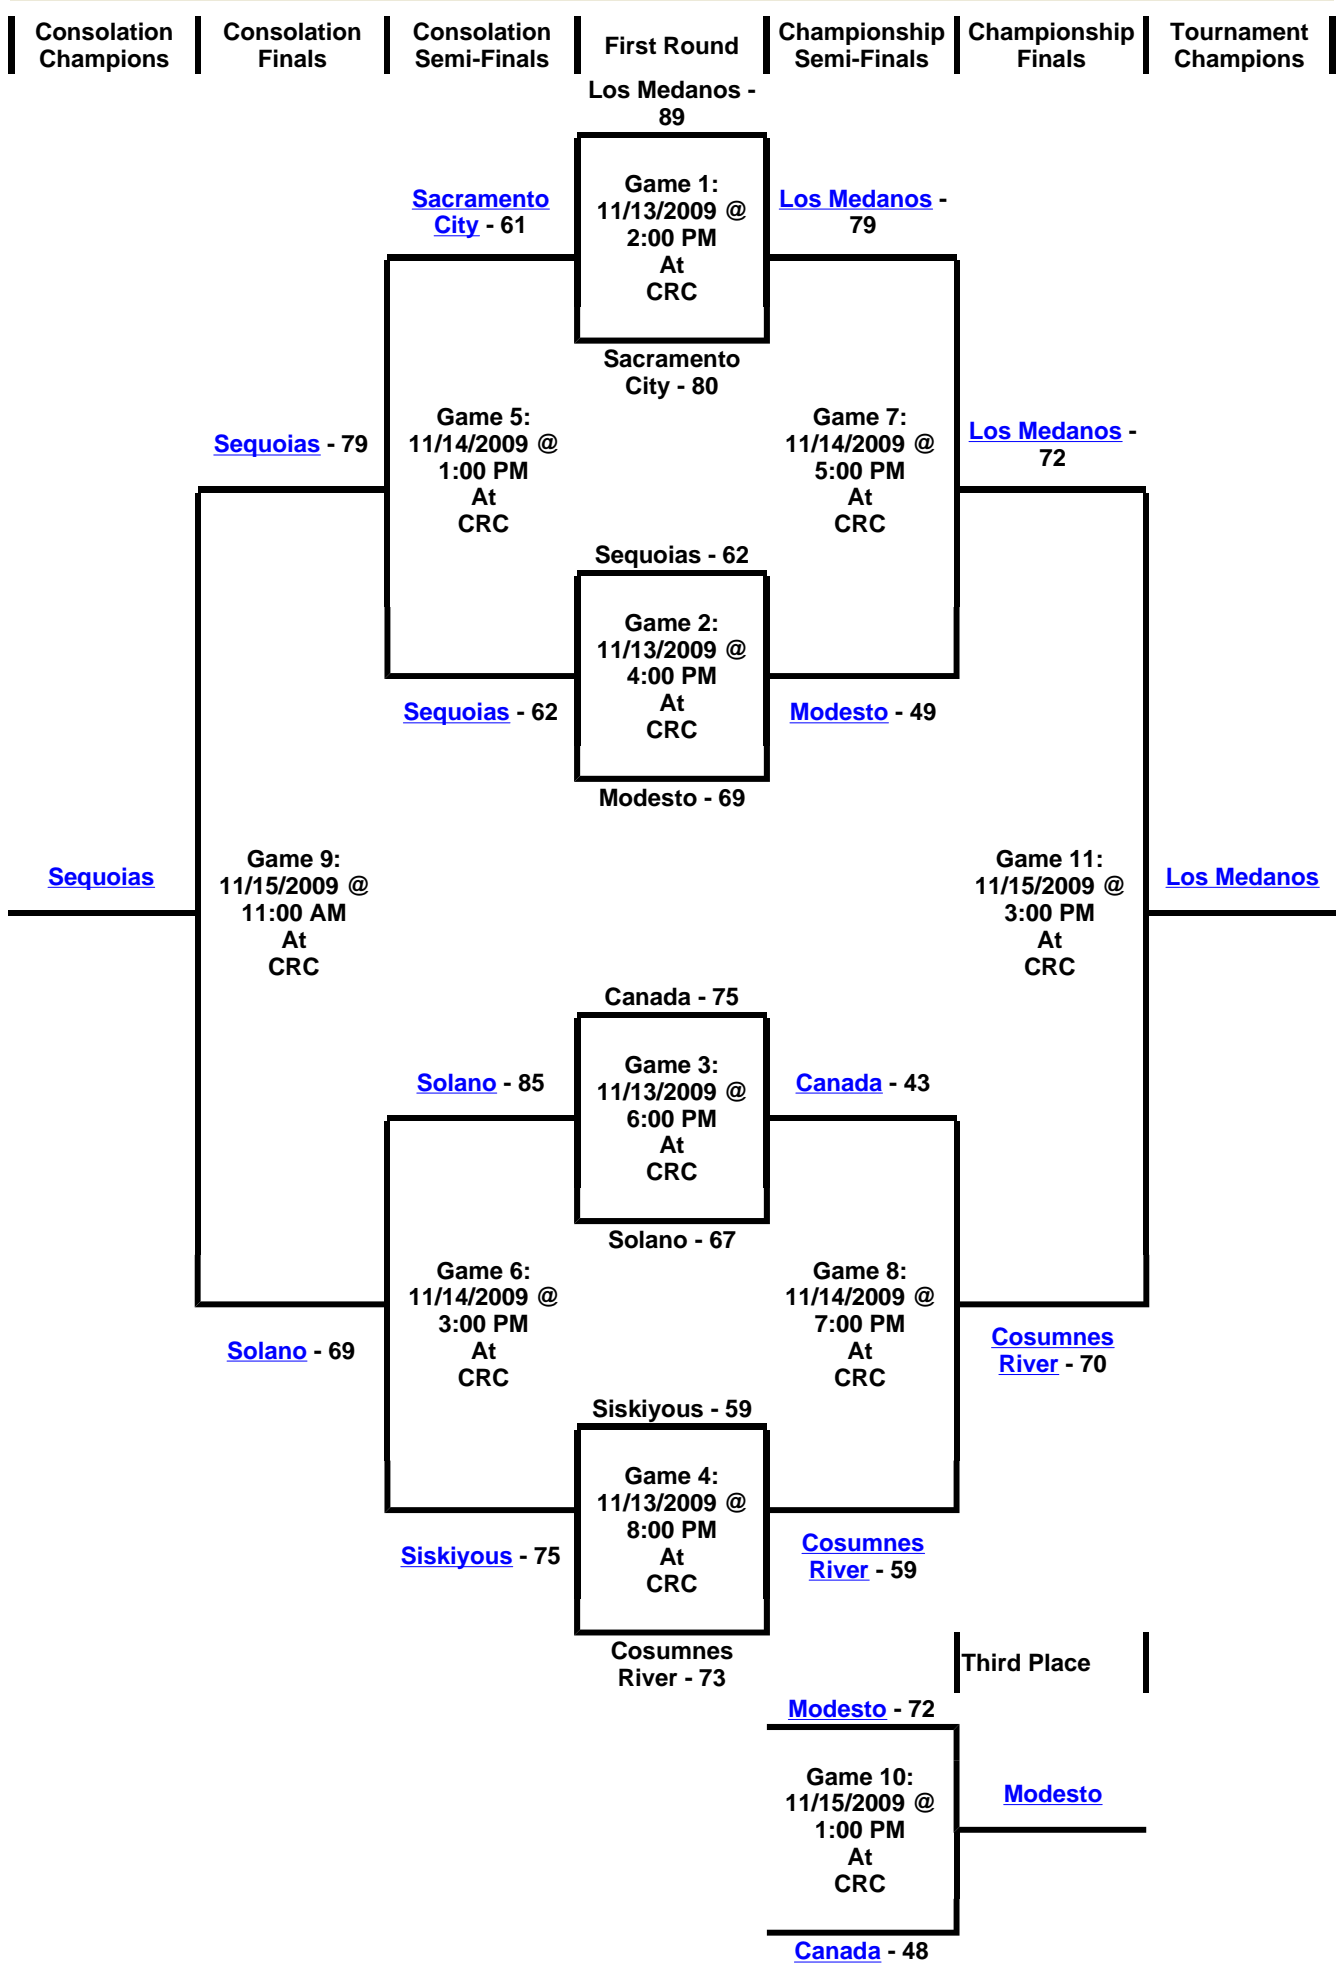 Consolation
Champions
Consolation
Finals
Consolation
Semi-Finals
First Round
Championship
Semi-Finals
Championship
Finals
Tournament
Champions
Los Medanos -
89
Sacramento
City - 61
Game 1:
11/13/2009 @
2:00 PM
At
CRC
Los Medanos -
79
Sacramento
City - 80
Sequoias - 79
Game 5:
11/14/2009 @
1:00 PM
At
CRC
Game 7:
11/14/2009 @
5:00 PM
At
CRC
Los Medanos -
72
Sequoias - 62
Sequoias - 62
Game 2:
11/13/2009 @
4:00 PM
At
CRC
Modesto - 49
Modesto - 69
Sequoias
Game 9:
11/15/2009 @
11:00 AM
At
CRC
Game 11:
11/15/2009 @
3:00 PM
At
CRC
Los Medanos
Canada - 75
Solano - 85
Game 3:
11/13/2009 @
6:00 PM
At
CRC
Canada - 43
Solano - 67
Solano - 69
Game 6:
11/14/2009 @
3:00 PM
At
CRC
Game 8:
11/14/2009 @
7:00 PM
At
CRC
Cosumnes
River - 70
Siskiyous - 59
Siskiyous - 75
Game 4:
11/13/2009 @
8:00 PM
At
CRC
Cosumnes
River - 59
Cosumnes
River - 73
Third Place
Modesto - 72
Game 10:
11/15/2009 @
1:00 PM
At
CRC
Modesto
Canada - 48